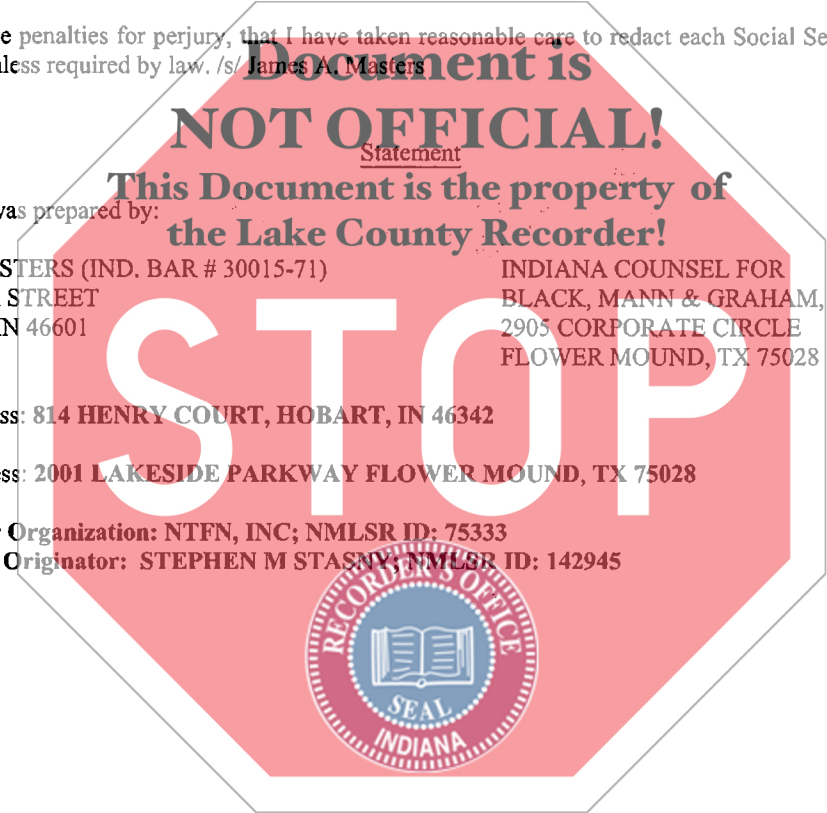 e penalties for perjury, that I have taken reasonable care to redact each Social Se
less required by law. /s/ James A. Masters
Document is
NOT OFFICIAL!
Statement
This Document is the property of
was prepared by:
the Lake County Recorder!
STERS (IND. BAR # 30015-71)
INDIANA COUNSEL FOR
STREET
BLACK, MANN & GRAHAM,
IN 46601
2905 CORPORATE CIRCLE
FLOWER MOUND, TX 75028
STOP
ss: 814 HENRY COURT, HOBART, IN 46342
ess: 2001 LAKESIDE PARKWAY FLOWER MOUND, TX 75028
Organization: NTFN, INC; NMLSR ID: 75333
Originator: STEPHEN M STASNY; NMLSR ID: 142945
RECORDER'S OFFICE
SEAL
INDIANA